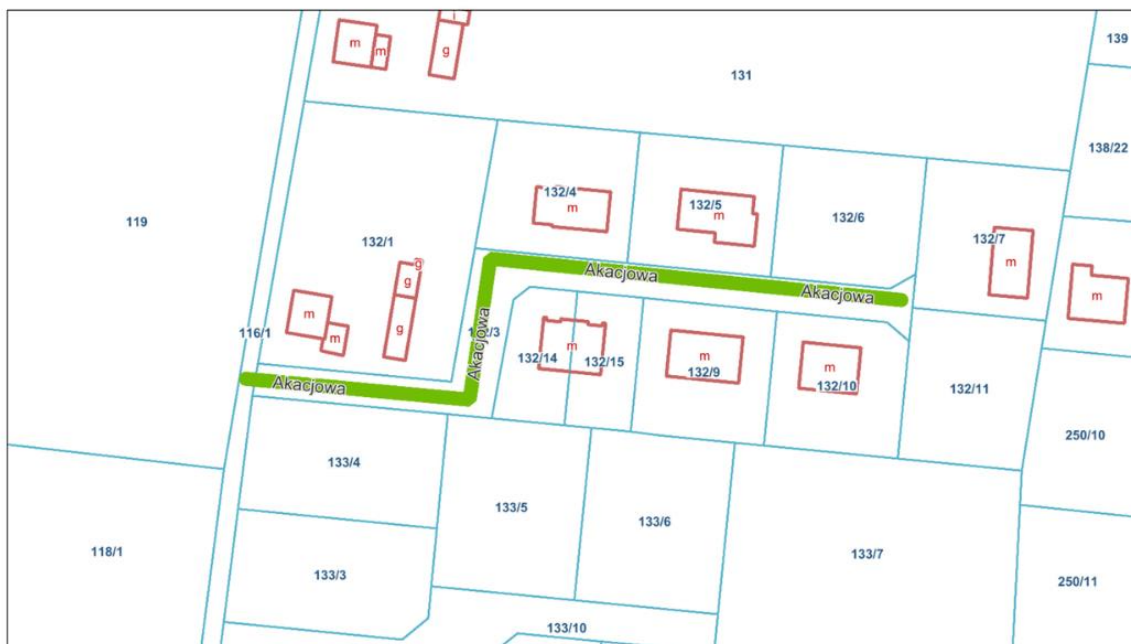 139
m
m
g
131
138/22
132/4
m
132/5
m
132/6
119
132/1
132/7
g
g
m
m
Akacjowa
Akacjowa
m
m
g
116/1
m
Akacjowa
132/14
m
132/15
m
132/9
m
132/10
Akacjowa
132/11
250/10
133/4
133/5
133/6
118/1
133/7
133/3
250/11
133/10